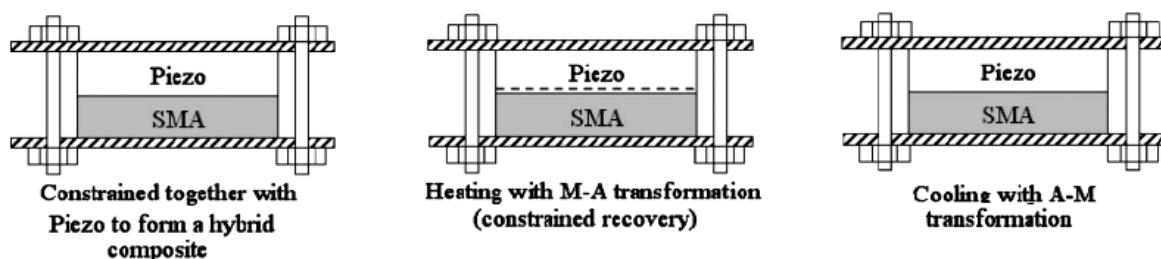 Piezo
SMA
Constrained together with
Piezo to form a hybrid
composite
Piezo
SMA
Heating with M-A transformation
(constrained recovery)
Piezo
SMA
Cooling with A-M
transformation